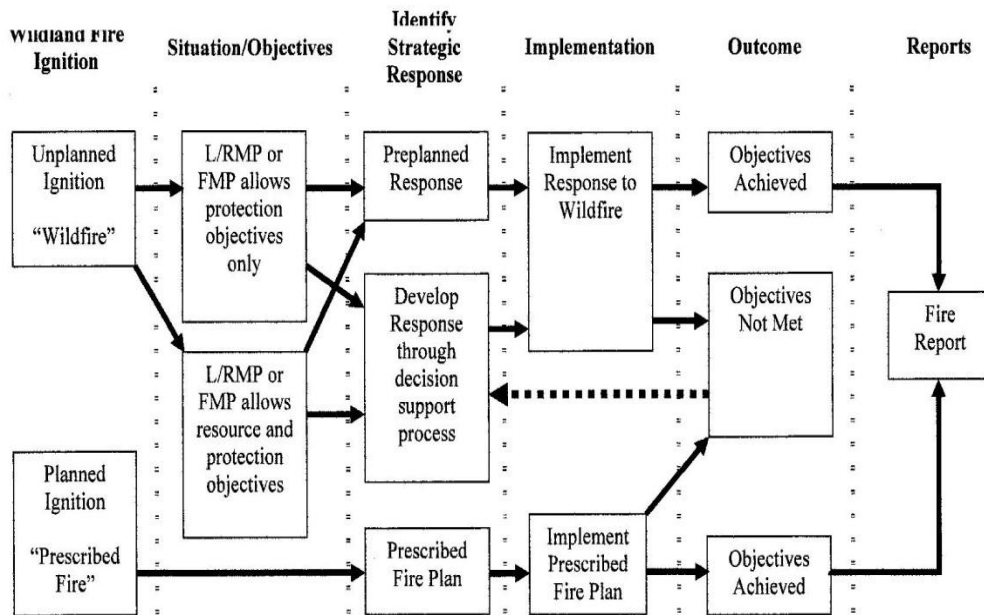 Wildland Fire
Ignition
Situation/Objectives
Identify
Strategic
Response
Implementation
Outcome
Reports
Unplanned
Ignition
“Wildfire”
L/RMP or
FMP allows
protection
objectives
only
Preplanned
Response
Implement
Response to
Wildfire
Objectives
Achieved
Develop
Response
through
decision
support
process
Objectives
Not Met
Fire
Report
L/RMP or
FMP allows
resource and
protection
objectives
Planned
Ignition
“Prescribed
Fire”
Prescribed
Fire Plan
Implement
Prescribed
Fire Plan
Objectives
Achieved